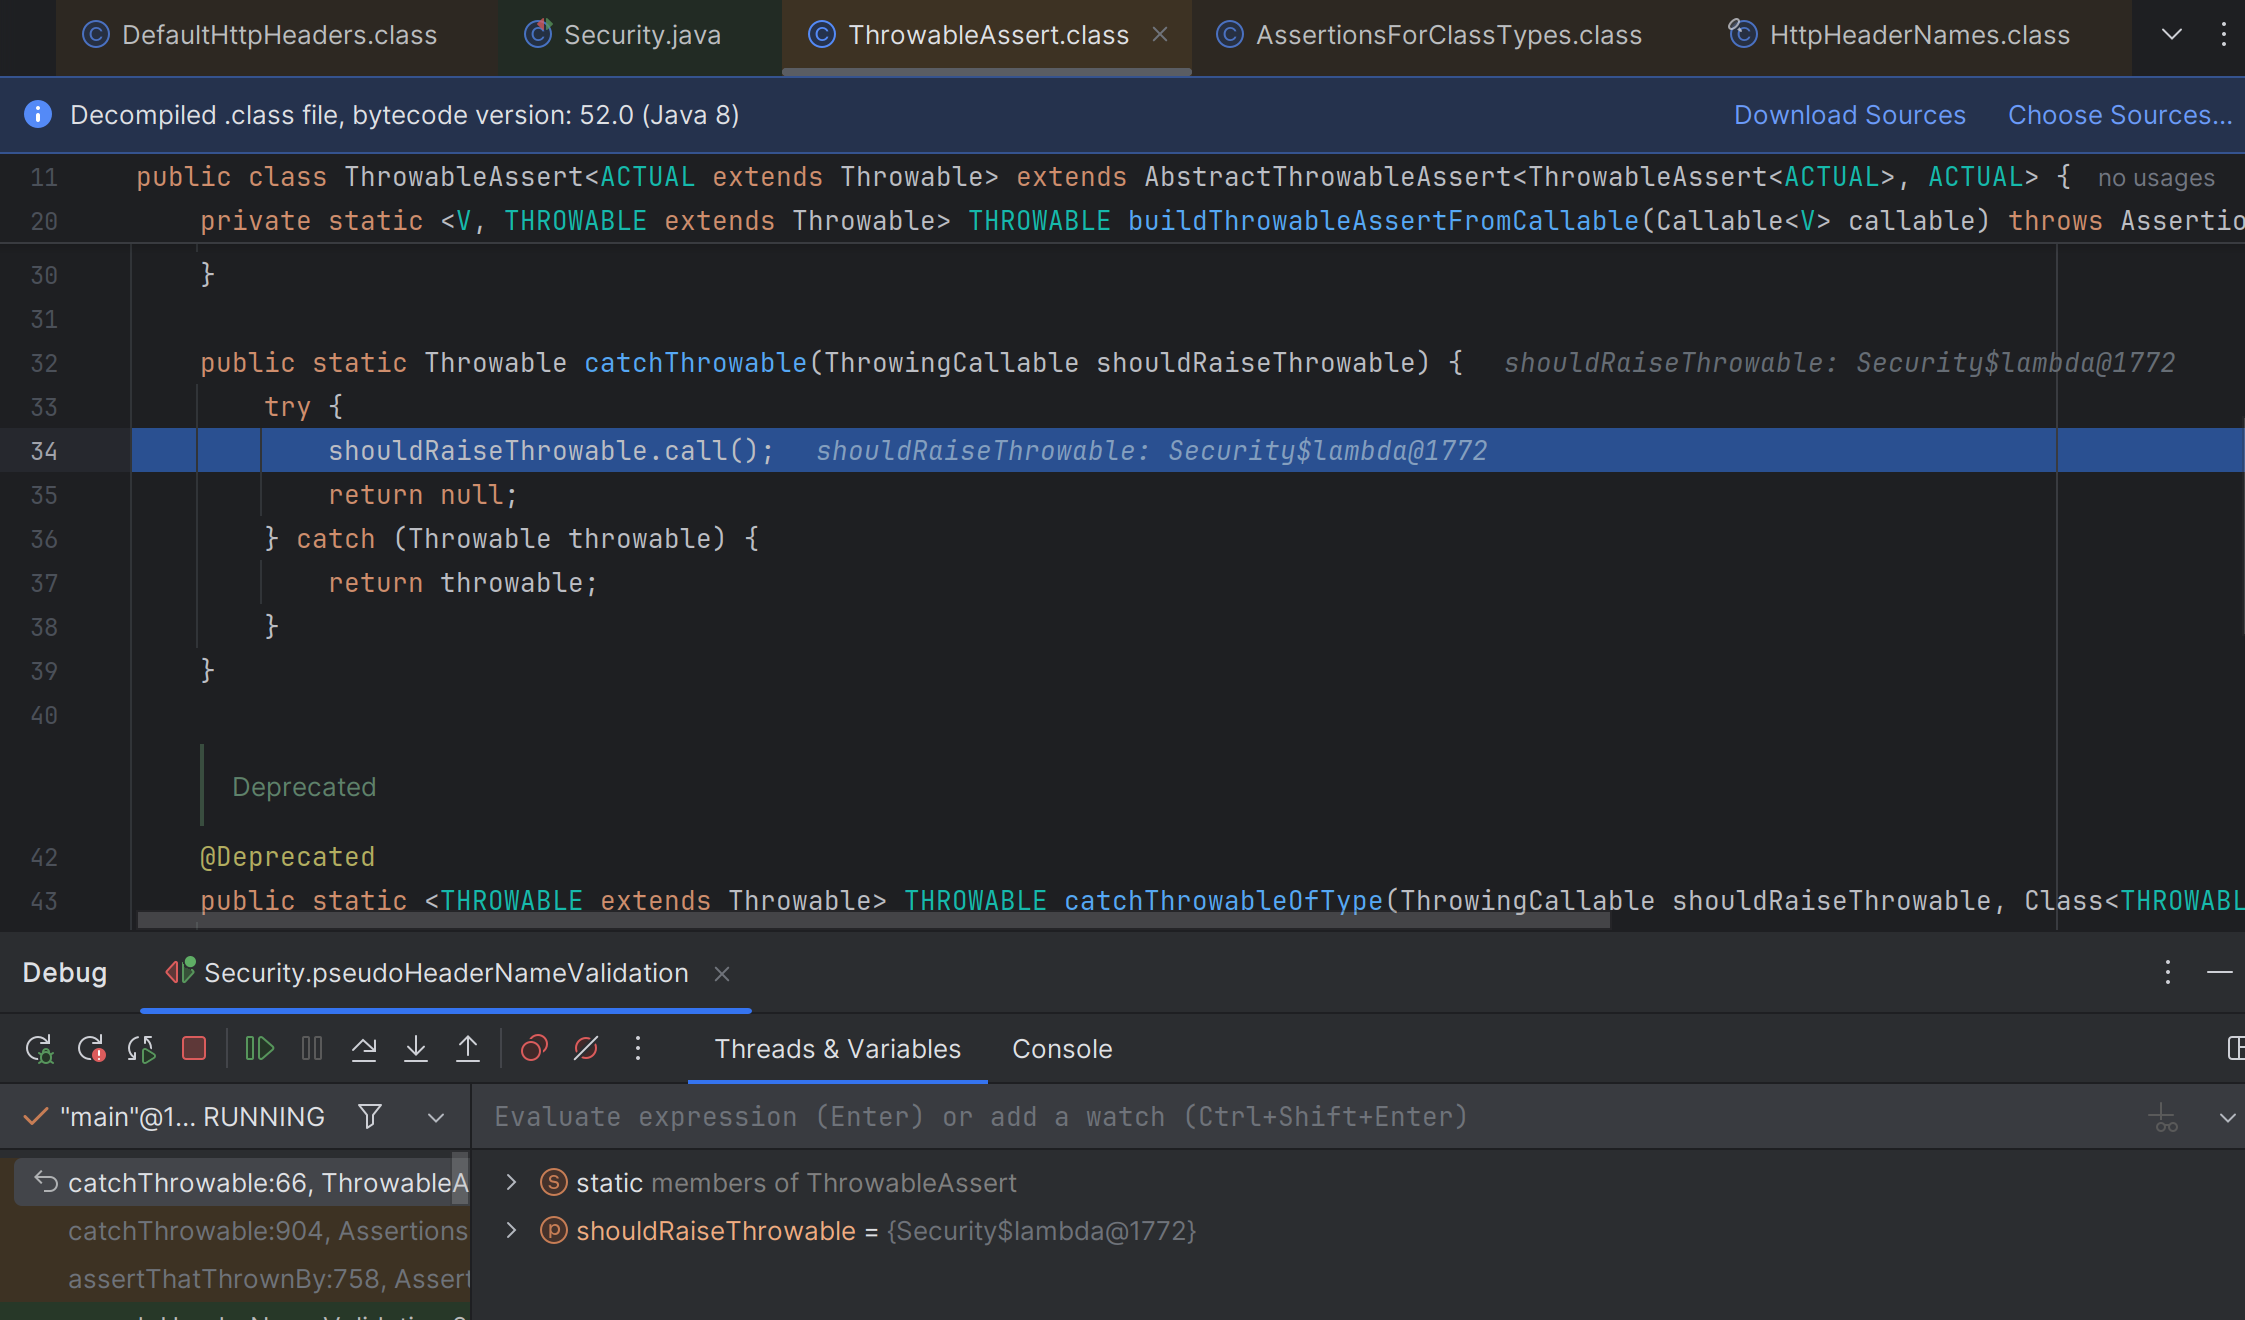 DefaultHttpHeaders.class Security.java ThrowableAssert.class AssertionsForClassTypes.class HttpHeaderNames.class
Decompiled .class file, bytecode version: 52.0 (Java 8) Download Sources Choose Sources...
11 public class ThrowableAssert<ACTUAL extends Throwable> extends AbstractThrowableAssert<ThrowableAssert<ACTUAL>, ACTUAL> { no usages
20 private static <V, THROWABLE extends Throwable> THROWABLE buildThrowableAssertFromCallable(Callable<V> callable) throws Assertio
30 }
31
32 public static Throwable catchThrowable(ThrowingCallable shouldRaiseThrowable) { shouldRaiseThrowable: Security$lambda@1772
33 try {
34 shouldRaiseThrowable.call(); shouldRaiseThrowable: Security$lambda@1772
35 return null;
36 } catch (Throwable throwable) {
37 return throwable;
38 }
39 }
40
Deprecated
42 @Deprecated
43 public static <THROWABLE extends Throwable> THROWABLE catchThrowableOfType(ThrowingCallable shouldRaiseThrowable, Class<THROWABL
Debug Security.pseudoHeaderNameValidation
Threads & Variables Console
"main"@1... RUNNING Evaluate expression (Enter) or add a watch (Ctrl+Shift+Enter)
catchThrowable:66, ThrowableA static members of ThrowableAssert
catchThrowable:904, Assertions shouldRaiseThrowable = {Security$lambda@1772}
assertThatThrownBy:758, Assert